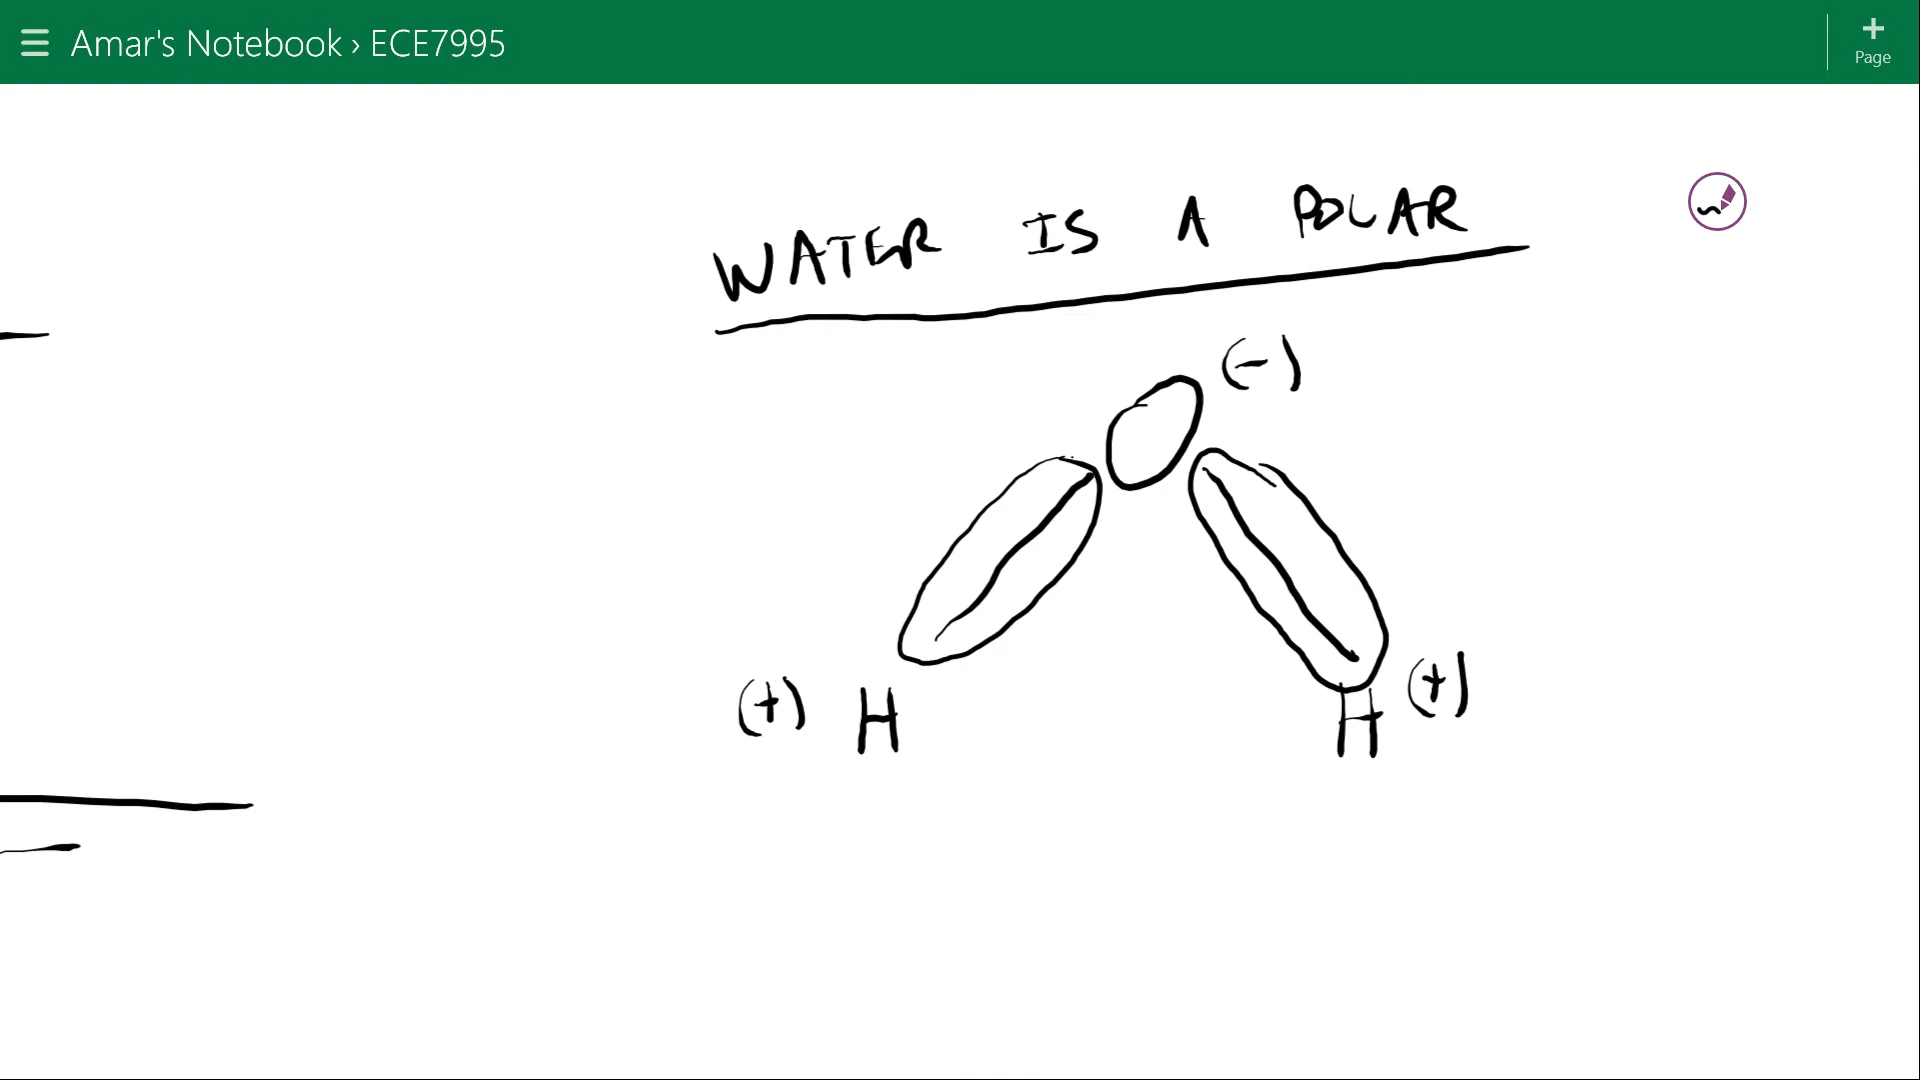 Amar's Notebook › ECE7995
Page
WATER IS A POLAR
(-)
O
(+) H
H (+)